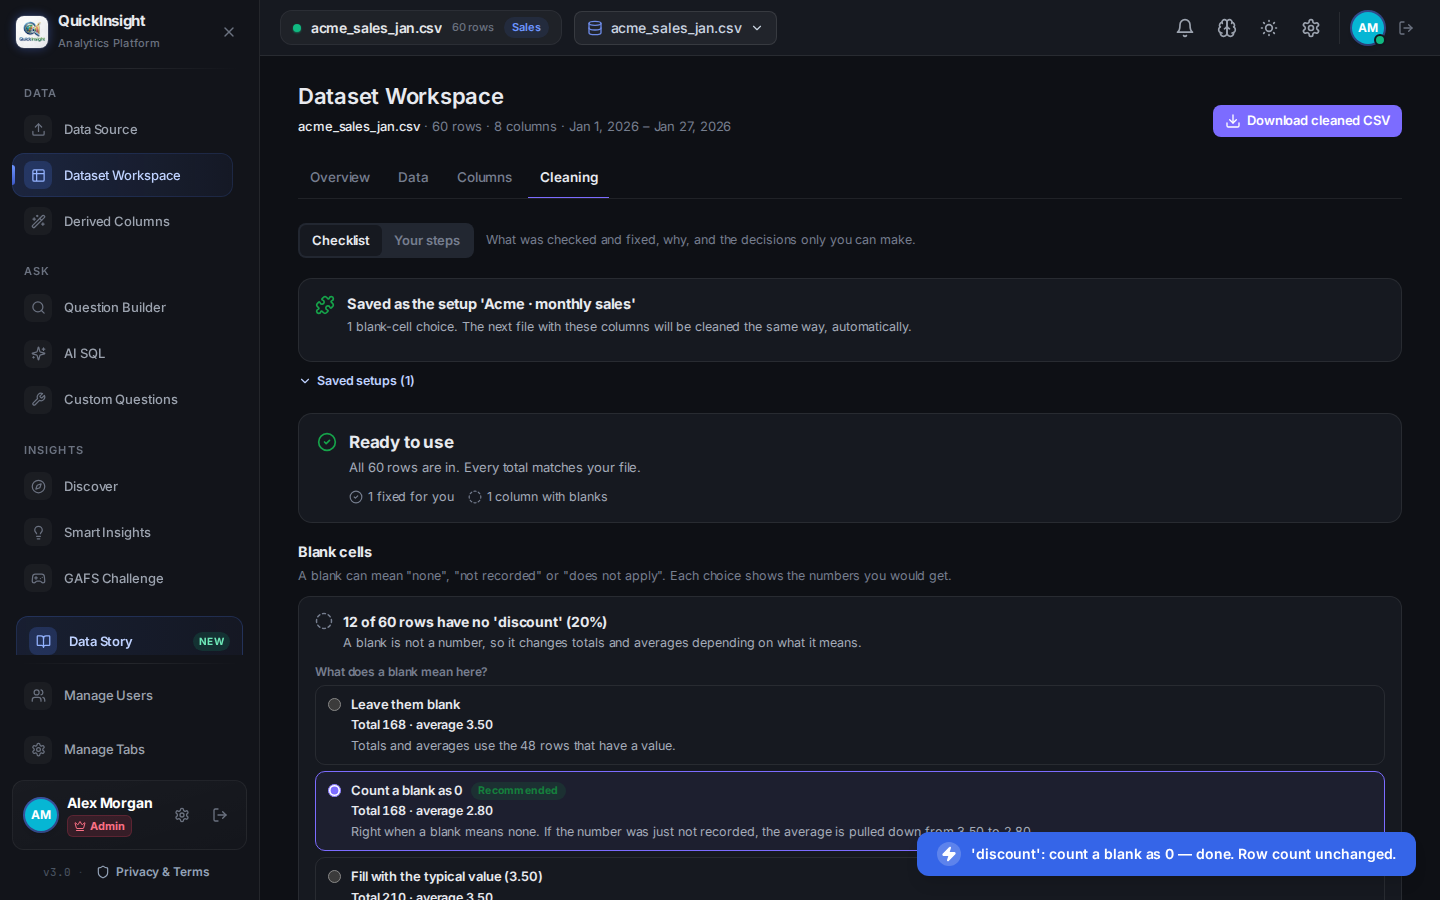 QuickInsight
Analytics Platform
DATA
Data Source
Dataset Workspace
Derived Columns
ASK
Question Builder
AI SQL
Custom Questions
INSIGHTS
Discover
Smart Insights
GAFS Challenge
Data Story NEW
Manage Users
Manage Tabs
AM Alex Morgan
Admin
v3.0 · Privacy & Terms
acme_sales_jan.csv 60 rows Sales
acme_sales_jan.csv
AM
Dataset Workspace
acme_sales_jan.csv · 60 rows · 8 columns · Jan 1, 2026 – Jan 27, 2026
Download cleaned CSV
Overview Data Columns Cleaning
Checklist Your steps What was checked and fixed, why, and the decisions only you can make.
Saved as the setup 'Acme · monthly sales'
1 blank-cell choice. The next file with these columns will be cleaned the same way, automatically.
Saved setups (1)
Ready to use
All 60 rows are in. Every total matches your file.
1 fixed for you 1 column with blanks
Blank cells
A blank can mean "none", "not recorded" or "does not apply". Each choice shows the numbers you would get.
12 of 60 rows have no 'discount' (20%)
A blank is not a number, so it changes totals and averages depending on what it means.
What does a blank mean here?
Leave them blank
Total 168 · average 3.50
Totals and averages use the 48 rows that have a value.
Count a blank as 0 Recommended
Total 168 · average 2.80
Right when a blank means none. If the number was just not recorded, the average is pulled down from 3.50 to 2.80.
Fill with the typical value (3.50)
Total 210 · average 3.50
'discount': count a blank as 0 — done. Row count unchanged.